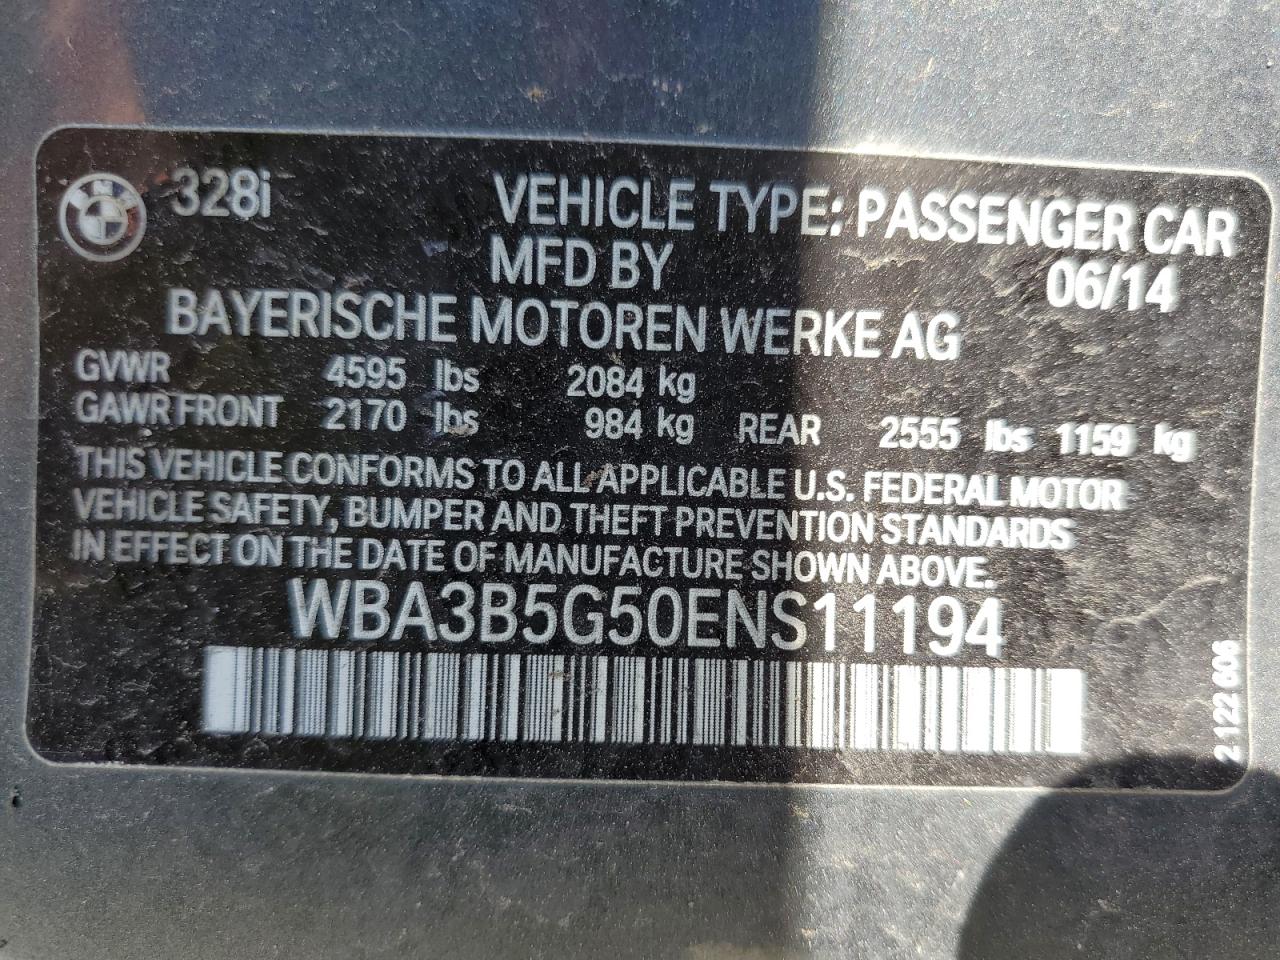 BMW 328i VEHICLE TYPE: PASSENGER CAR
MFD BY 06/14
BAYERISCHE MOTOREN WERKE AG
GVWR 4595 lbs 2084 kg
GAWR FRONT 2170 lbs 984 kg REAR 2555 lbs 1159 kg
THIS VEHICLE CONFORMS TO ALL APPLICABLE U.S. FEDERAL MOTOR
VEHICLE SAFETY, BUMPER AND THEFT PREVENTION STANDARDS
IN EFFECT ON THE DATE OF MANUFACTURE SHOWN ABOVE.
WBA3B5G50ENS11194
2 122 606